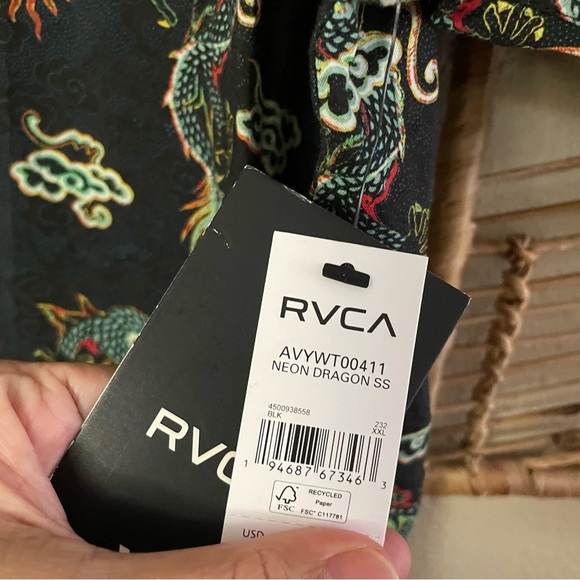 RVCA
AVYWT00411
NEON DRAGON SS
4500938558
BLK
232
XXL
1 94687 67346 3
FSC
RECYCLED
Paper
FSC® C117781
RVC
USD